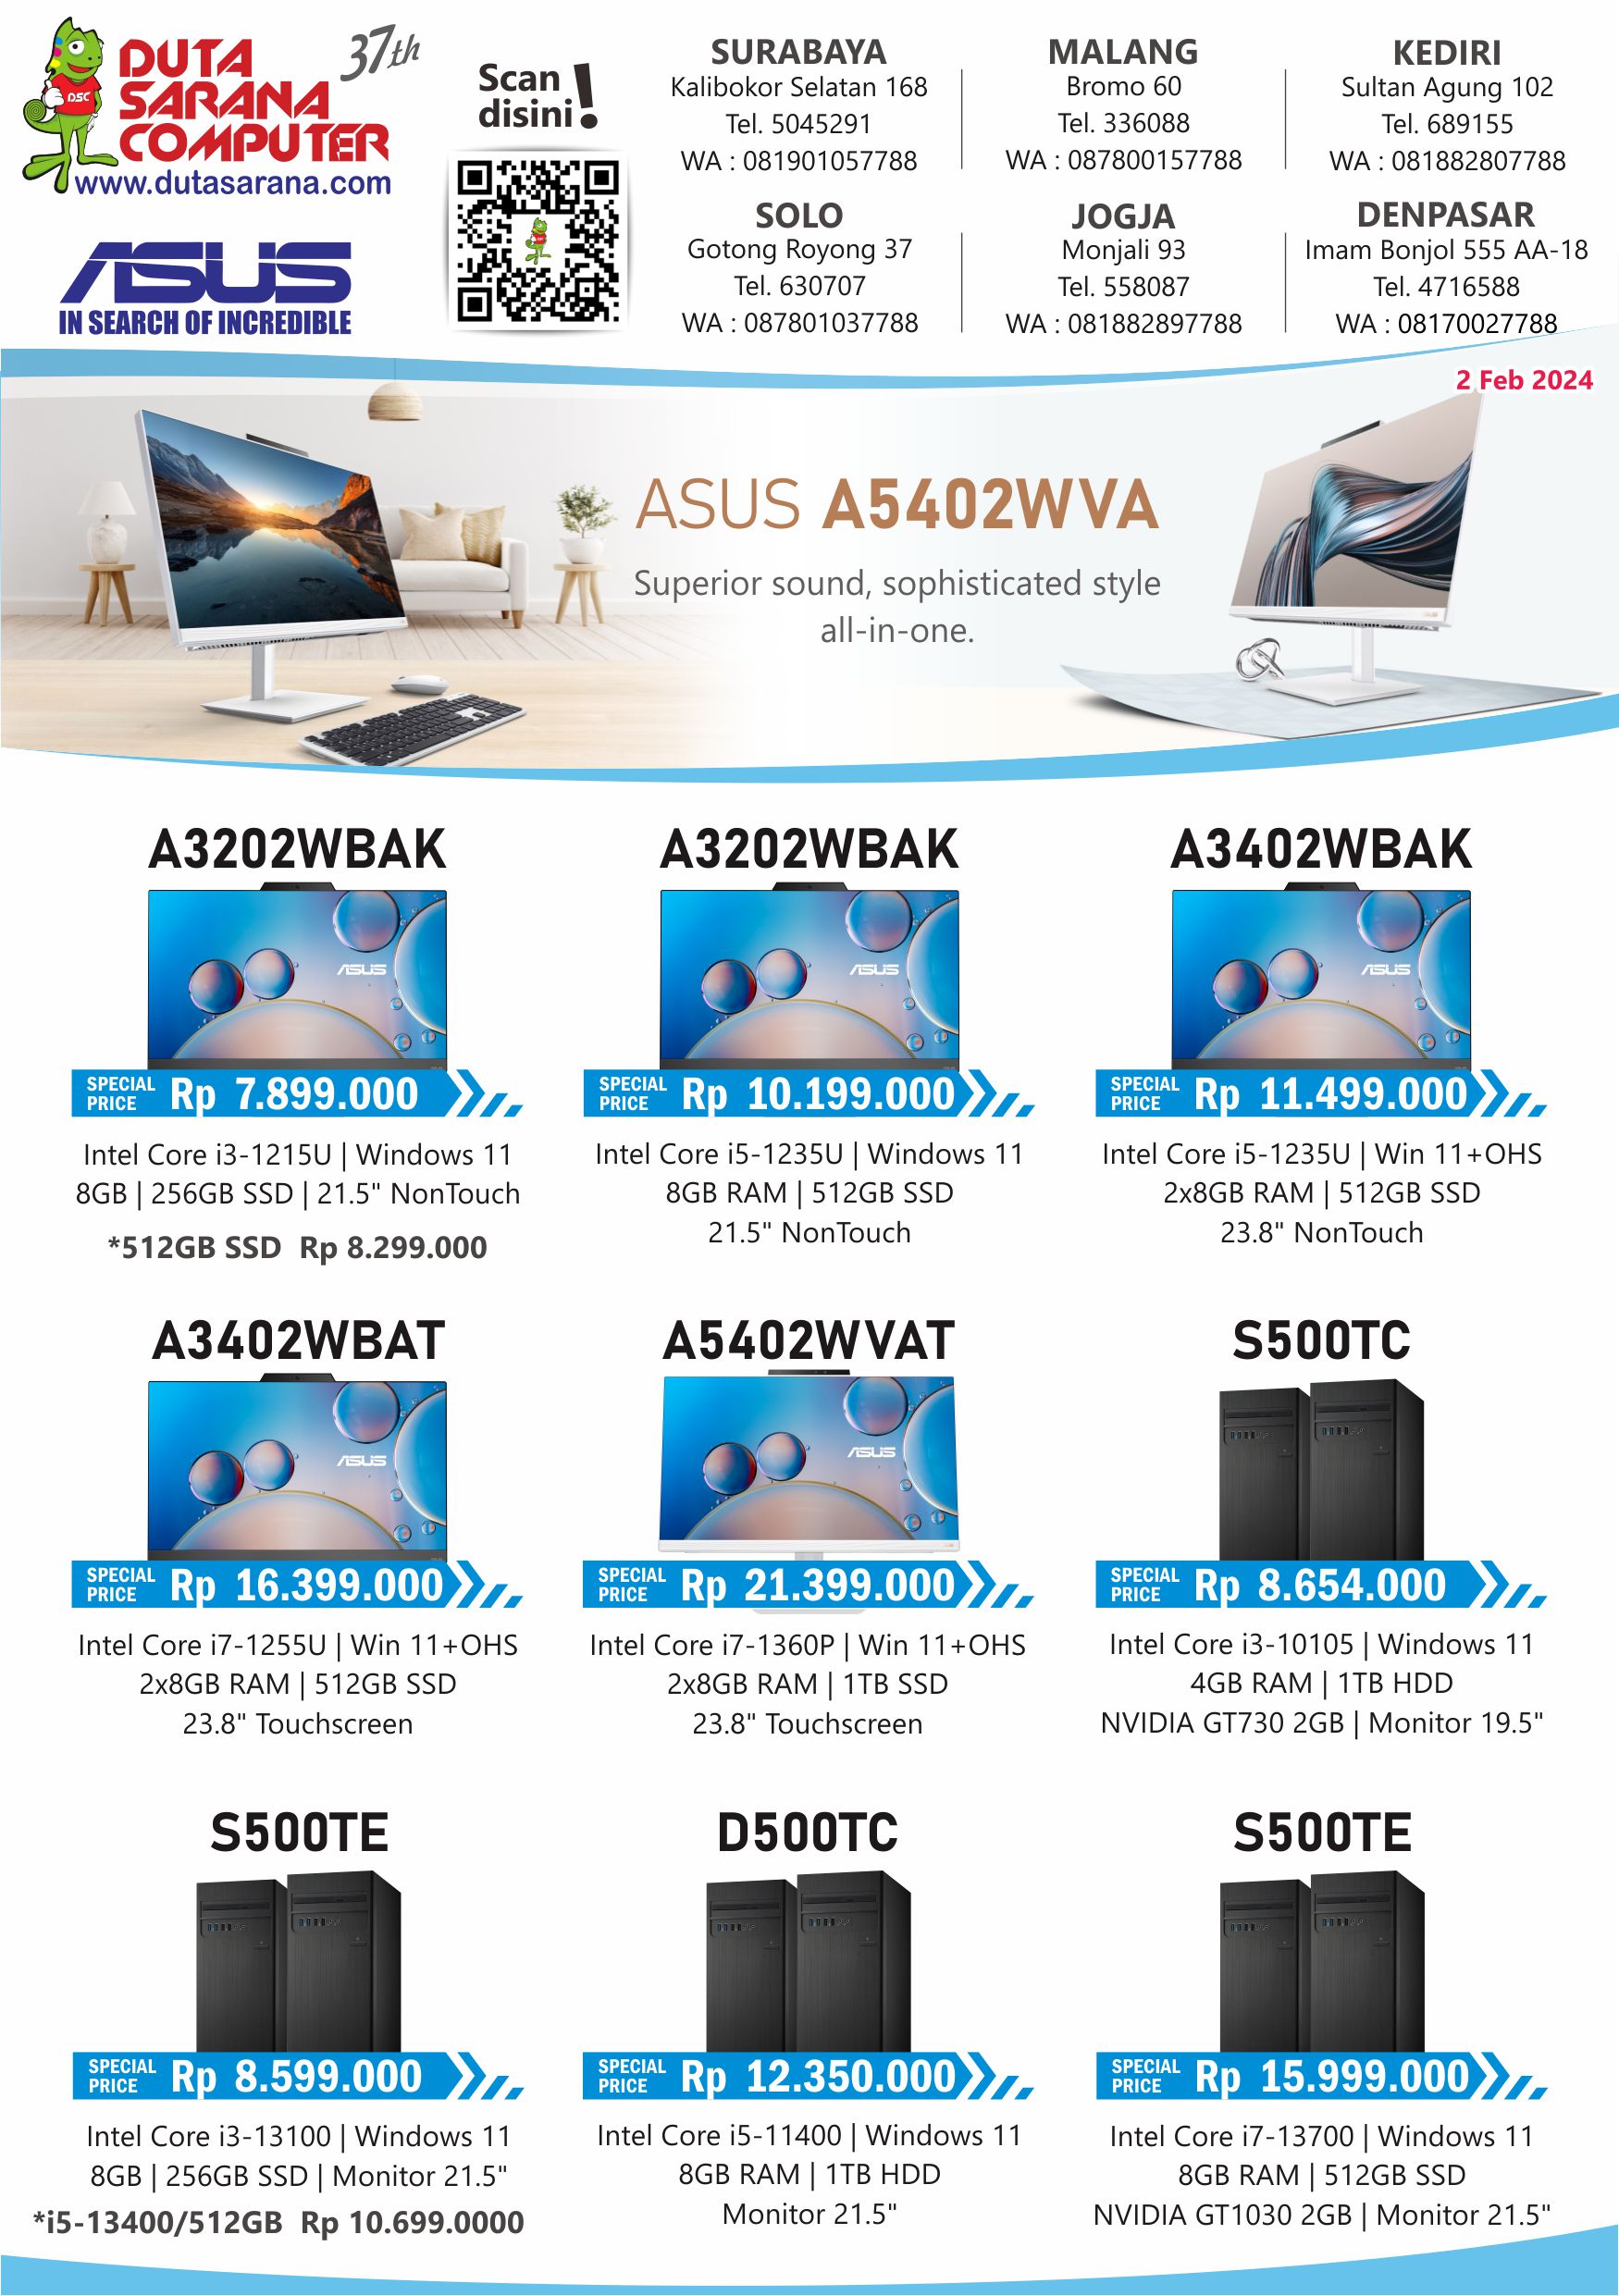 DUTA
SARANA
COMPUTER
37th
DSC
www.dutasarana.com
ASUS
IN SEARCH OF INCREDIBLE
Scan
disini!
SURABAYA
Kalibokor Selatan 168
Tel. 5045291
WA : 081901057788
MALANG
Bromo 60
Tel. 336088
WA : 087800157788
KEDIRI
Sultan Agung 102
Tel. 689155
WA : 081882807788
SOLO
Gotong Royong 37
Tel. 630707
WA : 087801037788
JOGJA
Monjali 93
Tel. 558087
WA : 081882897788
DENPASAR
Imam Bonjol 555 AA-18
Tel. 4716588
WA : 08170027788
2 Feb 2024
ASUS A5402WVA
Superior sound, sophisticated style
all-in-one.
A3202WBAK
ASUS
SPECIAL
PRICE
Rp 7.899.000
Intel Core i3-1215U | Windows 11
8GB | 256GB SSD | 21.5" NonTouch
*512GB SSD Rp 8.299.000
A3202WBAK
ASUS
SPECIAL
PRICE
Rp 10.199.000
Intel Core i5-1235U | Windows 11
8GB RAM | 512GB SSD
21.5" NonTouch
A3402WBAK
ASUS
SPECIAL
PRICE
Rp 11.499.000
Intel Core i5-1235U | Win 11+OHS
2x8GB RAM | 512GB SSD
23.8" NonTouch
A3402WBAT
ASUS
SPECIAL
PRICE
Rp 16.399.000
Intel Core i7-1255U | Win 11+OHS
2x8GB RAM | 512GB SSD
23.8" Touchscreen
A5402WVAT
ASUS
SPECIAL
PRICE
Rp 21.399.000
Intel Core i7-1360P | Win 11+OHS
2x8GB RAM | 1TB SSD
23.8" Touchscreen
S500TC
SPECIAL
PRICE
Rp 8.654.000
Intel Core i3-10105 | Windows 11
4GB RAM | 1TB HDD
NVIDIA GT730 2GB | Monitor 19.5"
S500TE
SPECIAL
PRICE
Rp 8.599.000
Intel Core i3-13100 | Windows 11
8GB | 256GB SSD | Monitor 21.5"
*i5-13400/512GB Rp 10.699.0000
D500TC
SPECIAL
PRICE
Rp 12.350.000
Intel Core i5-11400 | Windows 11
8GB RAM | 1TB HDD
Monitor 21.5"
S500TE
SPECIAL
PRICE
Rp 15.999.000
Intel Core i7-13700 | Windows 11
8GB RAM | 512GB SSD
NVIDIA GT1030 2GB | Monitor 21.5"